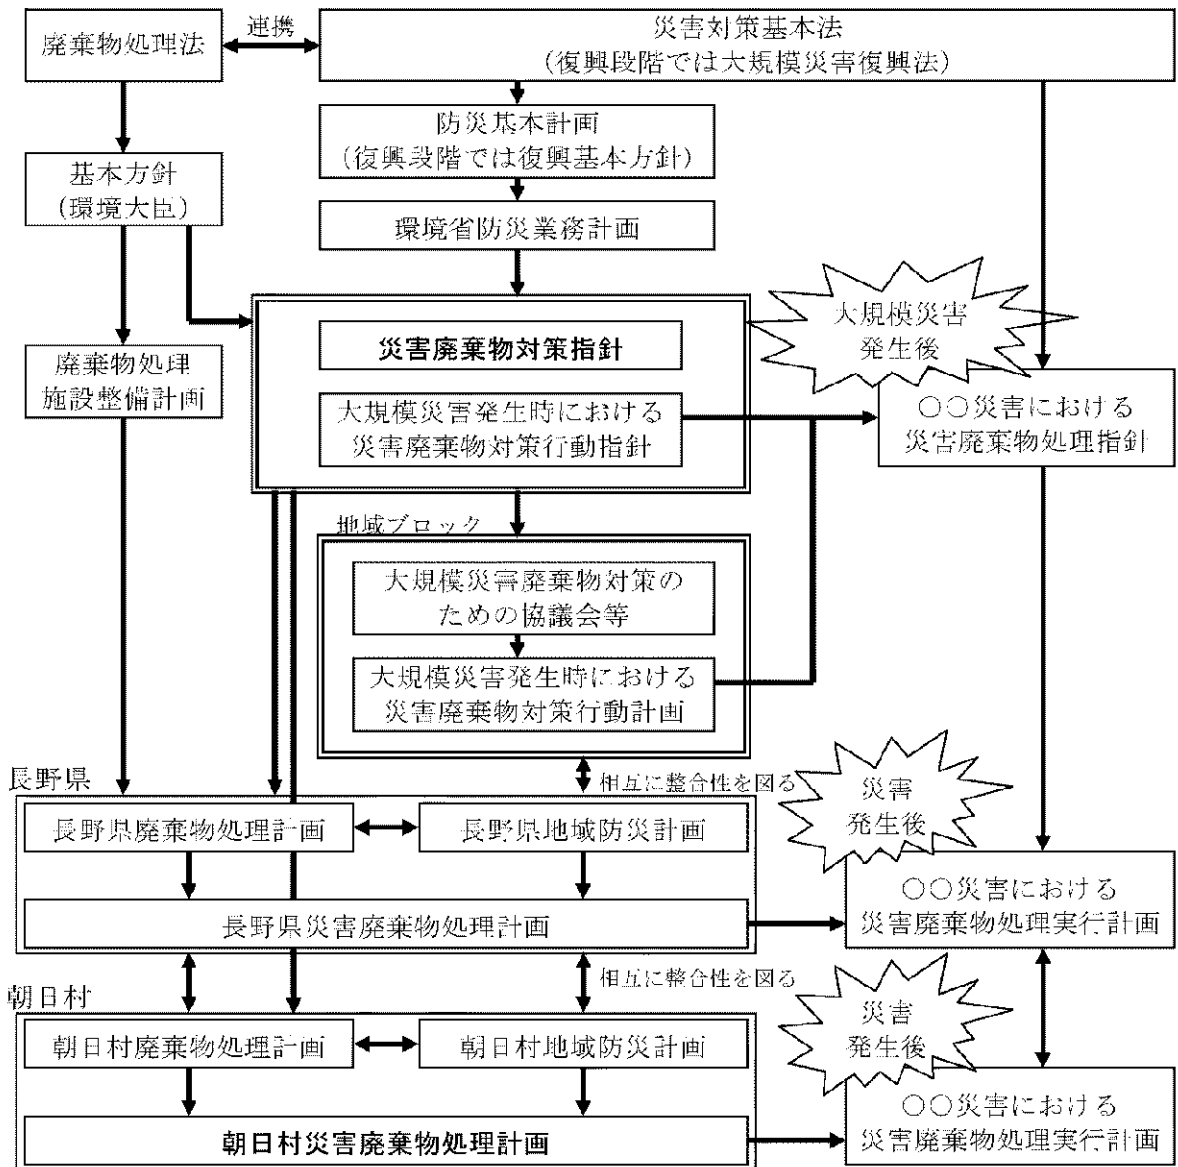 廃棄物処理法
連携
災害対策基本法
(復興段階では大規模災害復興法)
防災基本計画
(復興段階では復興基本方針)
基本方針
(環境大臣)
環境省防災業務計画
大規模災害
発生後
災害廃棄物対策指針
廃棄物処理
施設整備計画
大規模災害発生時における
災害廃棄物対策行動指針
〇〇災害における
災害廃棄物処理指針
地域ブロック
大規模災害廃棄物対策の
ための協議会等
大規模災害発生時における
災害廃棄物対策行動計画
長野県
相互に整合性を図る
災害
発生後
長野県廃棄物処理計画
長野県地域防災計画
〇〇災害における
災害廃棄物処理実行計画
長野県災害廃棄物処理計画
相互に整合性を図る
朝日村
災害
発生後
朝日村廃棄物処理計画
朝日村地域防災計画
〇〇災害における
災害廃棄物処理実行計画
朝日村災害廃棄物処理計画